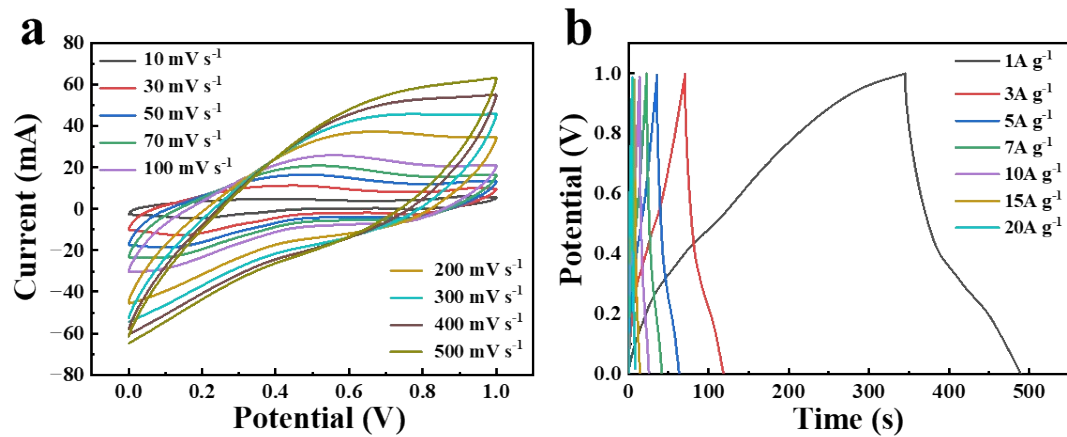 a
80
60
40
20
0
−20
−40
−60
−80
Current (mA)
10 mV s⁻¹
30 mV s⁻¹
50 mV s⁻¹
70 mV s⁻¹
100 mV s⁻¹
200 mV s⁻¹
300 mV s⁻¹
400 mV s⁻¹
500 mV s⁻¹
0.0 0.2 0.4 0.6 0.8 1.0
Potential (V)
b
1.0
0.8
0.6
0.4
0.2
0.0
Potential (V)
1A g⁻¹
3A g⁻¹
5A g⁻¹
7A g⁻¹
10A g⁻¹
15A g⁻¹
20A g⁻¹
0 100 200 300 400 500
Time (s)